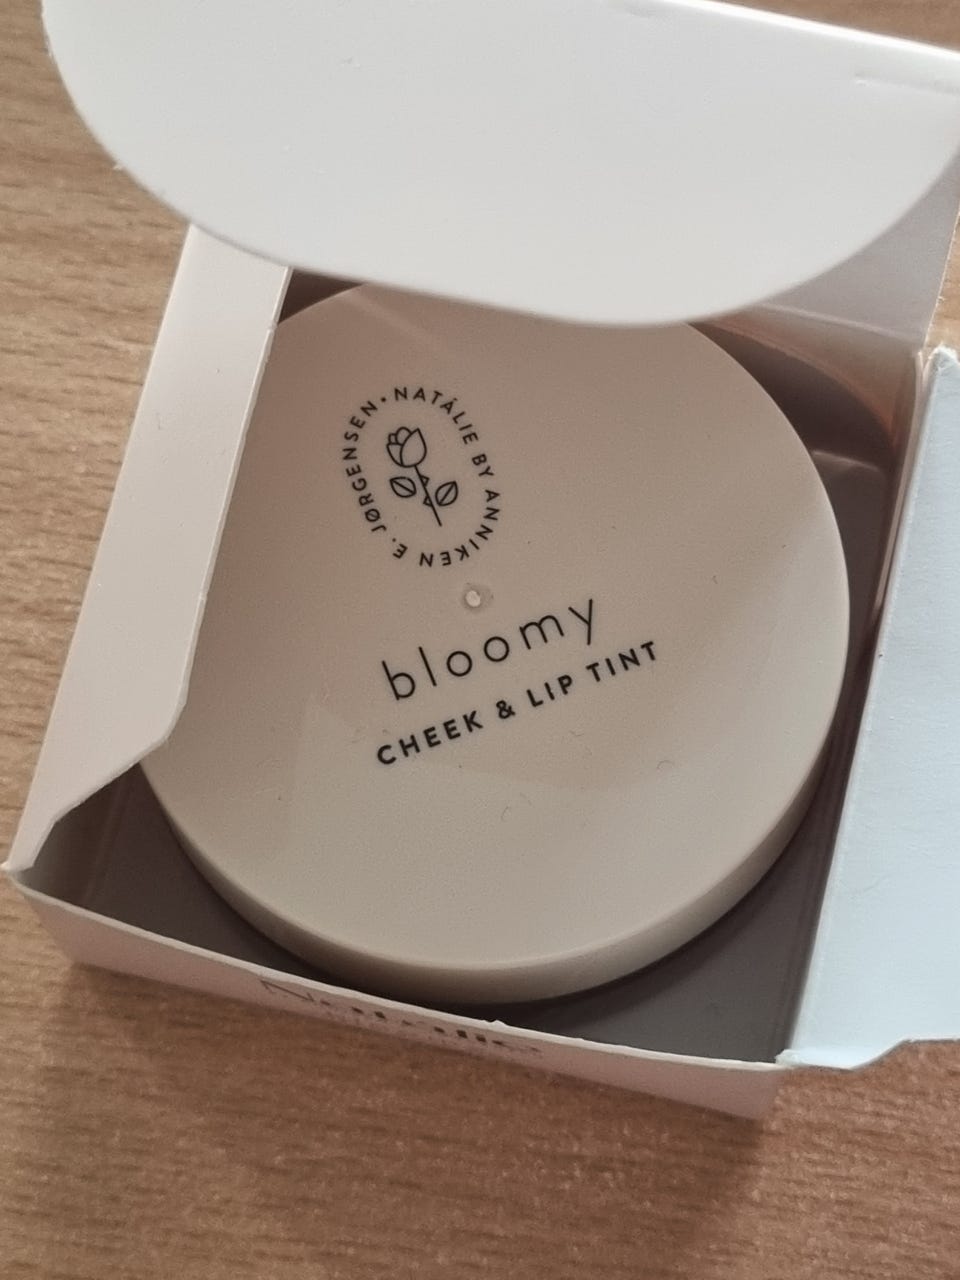 NATÁLIE BY ANNIKEN E. JØRGENSEN •
bloomy
CHEEK & LIP TINT